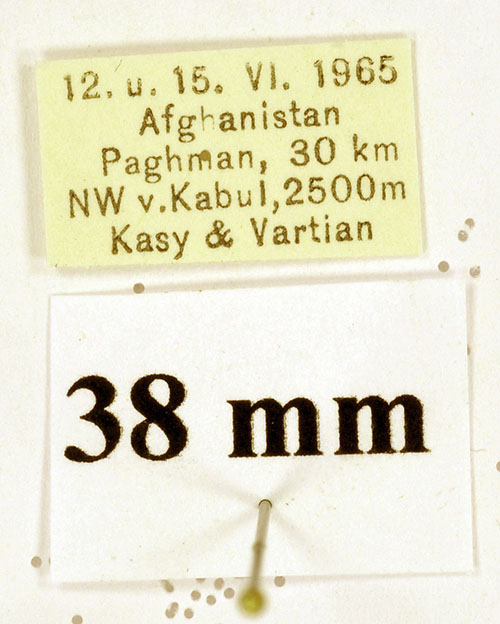 12. u. 15. VI. 1965
Afghanistan
Paghman, 30 km
NW v.Kabul,2500m
Kasy & Vartian
38 mm